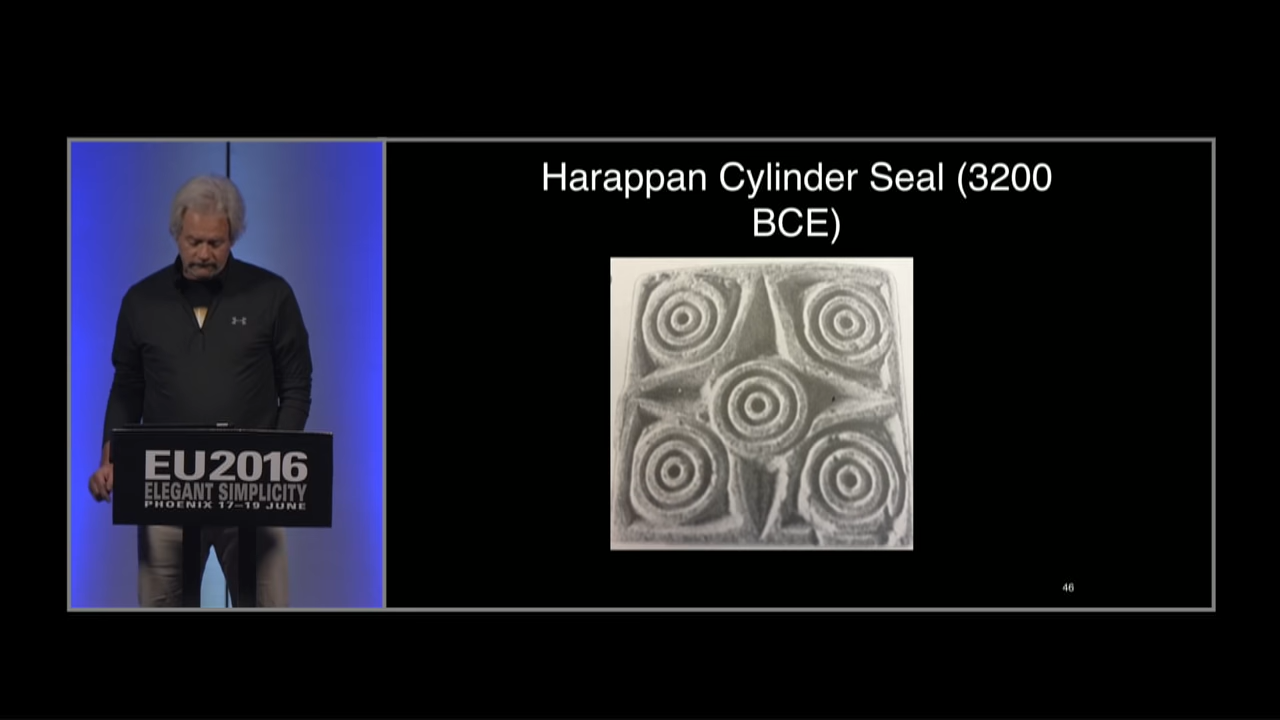 Harappan Cylinder Seal (3200
BCE)
EU2016
ELEGANT SIMPLICITY
PHOENIX 17–19 JUNE
46